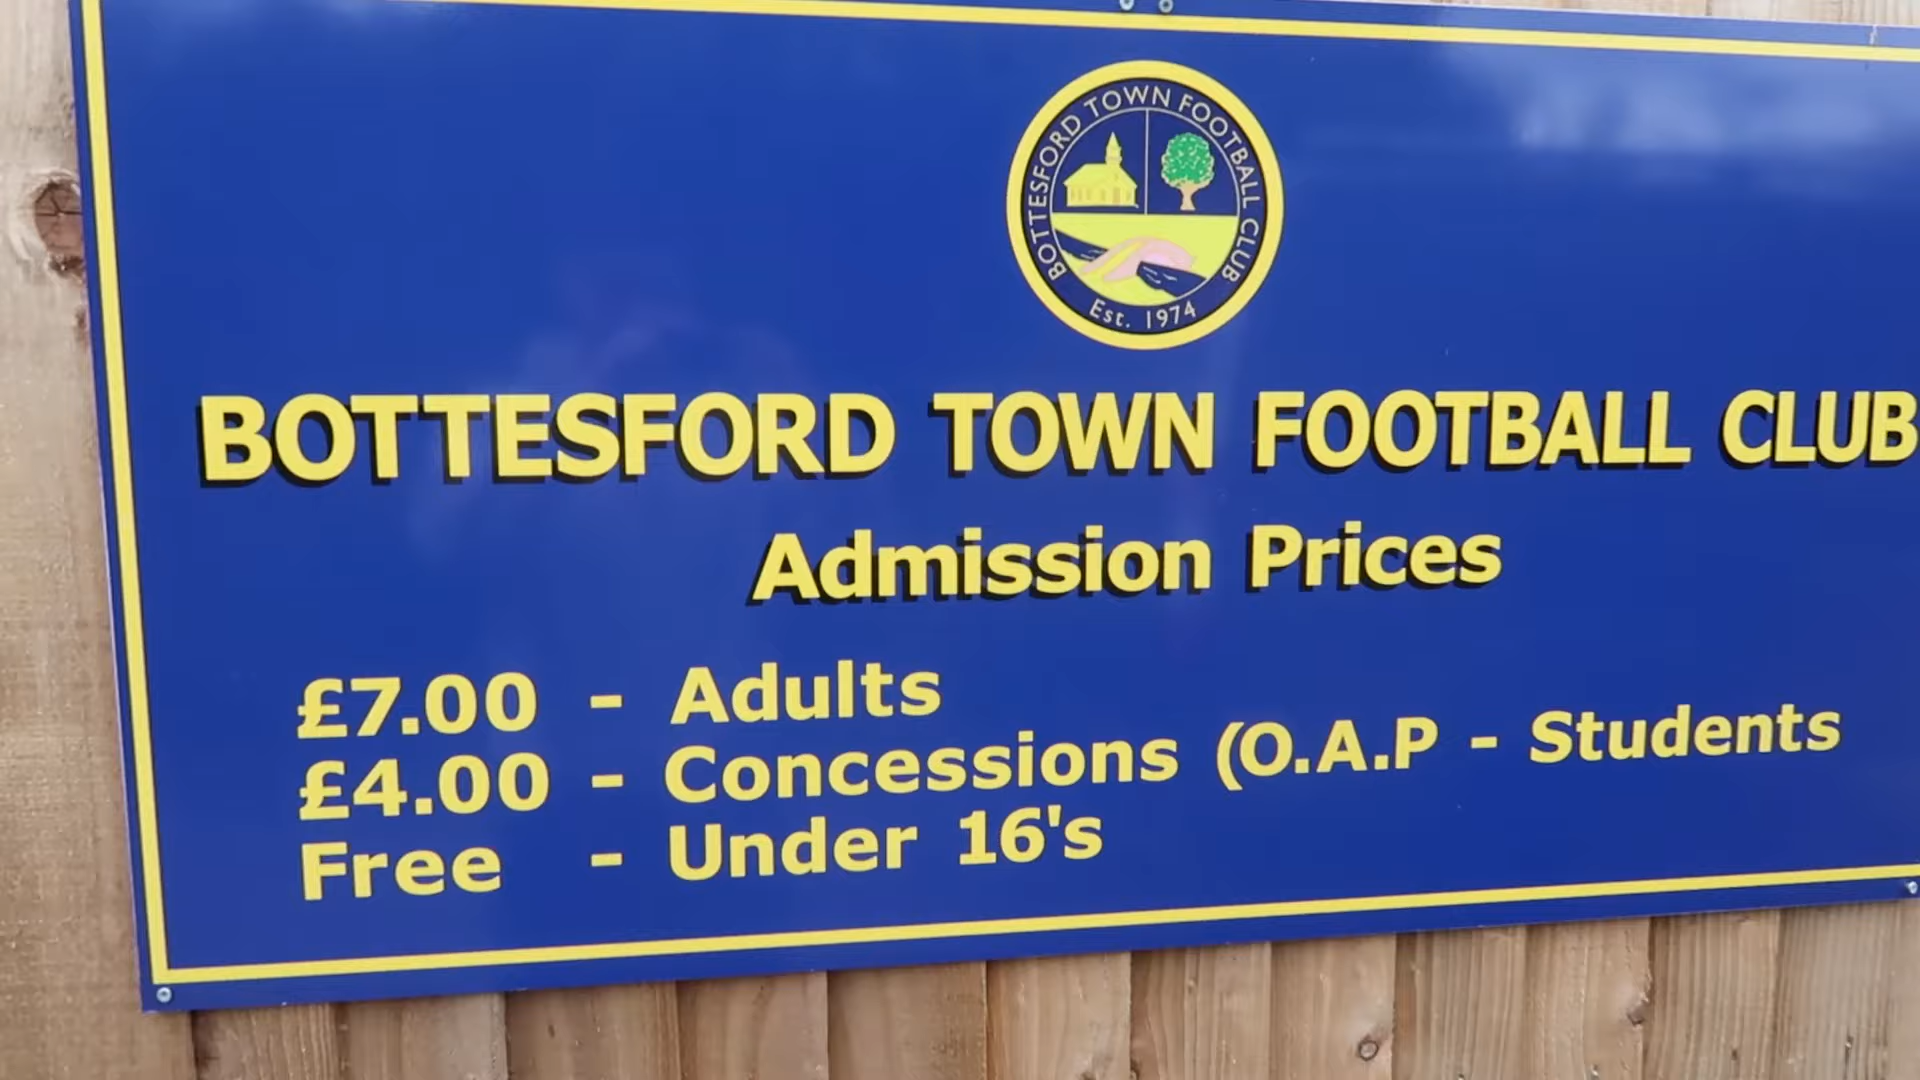 BOTTESFORD TOWN FOOTBALL CLUB
Est. 1974
BOTTESFORD TOWN FOOTBALL CLUB
Admission Prices
£7.00 - Adults
£4.00 - Concessions (O.A.P - Students
Free - Under 16's